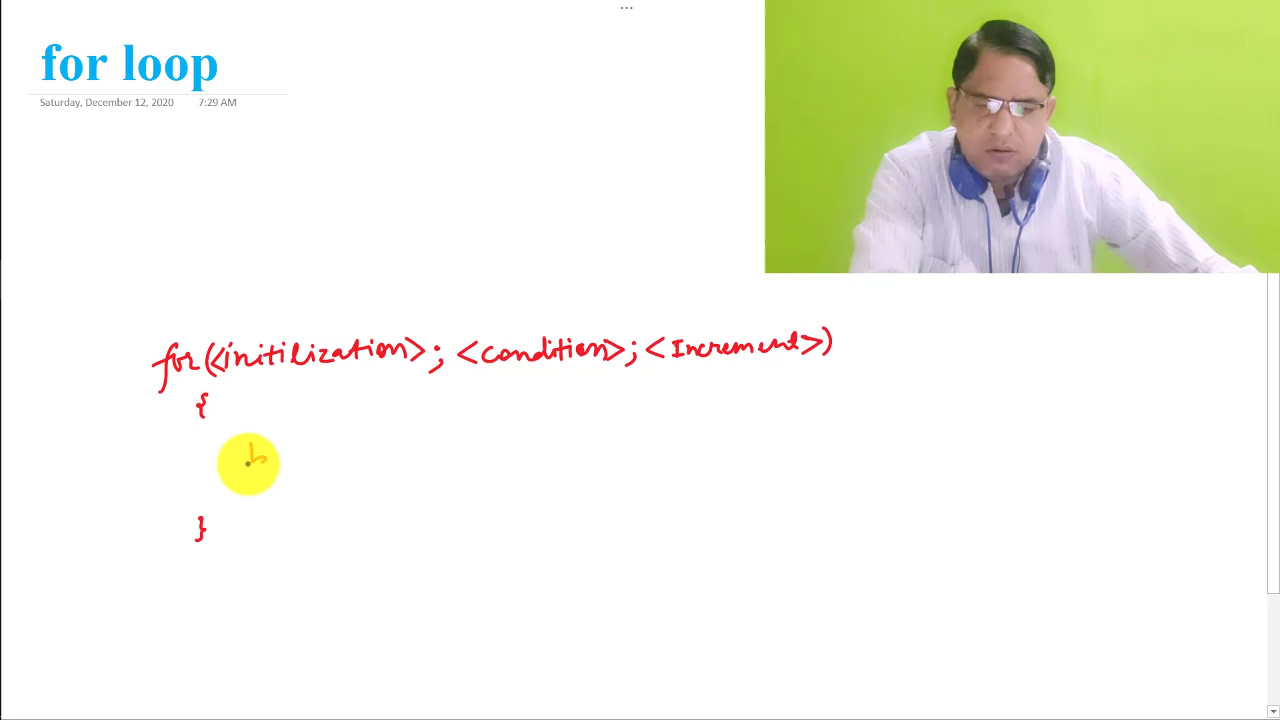 for loop
Saturday, December 12, 2020 7:29 AM
for(<initilization>; <condition>; <Increment>)
{
b
}